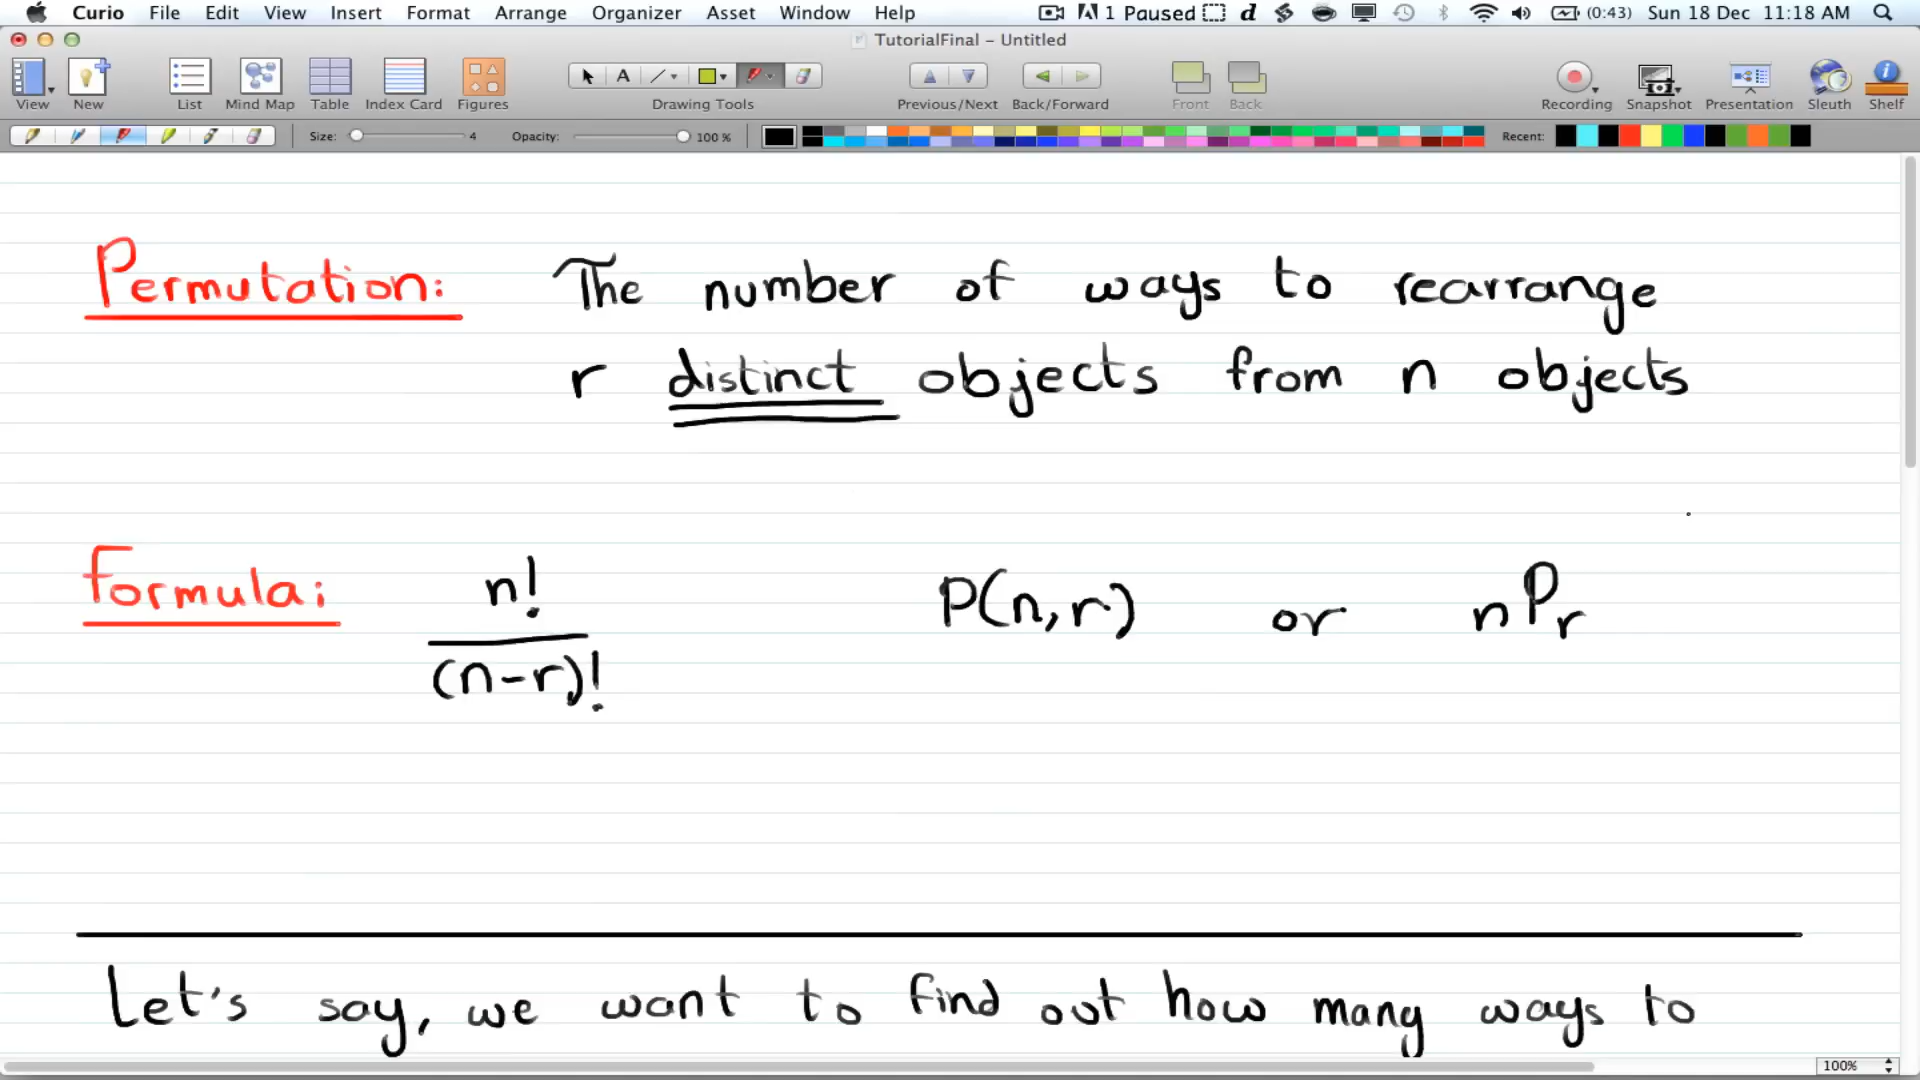 Curio File Edit View Insert Format Arrange Organizer Asset Window Help 1 Paused d (0:43) Sun 18 Dec 11:18 AM
TutorialFinal – Untitled
View New List Mind Map Table Index Card Figures Drawing Tools Previous/Next Back/Forward Front Back Recording Snapshot Presentation Sleuth Shelf
Size: 4 Opacity: 100 % Recent:
Permutation: The number of ways to rearrange
r distinct objects from n objects
Formula: n! / (n-r)! P(n,r) or nPr
Let's say, we want to find out how many ways to
100%